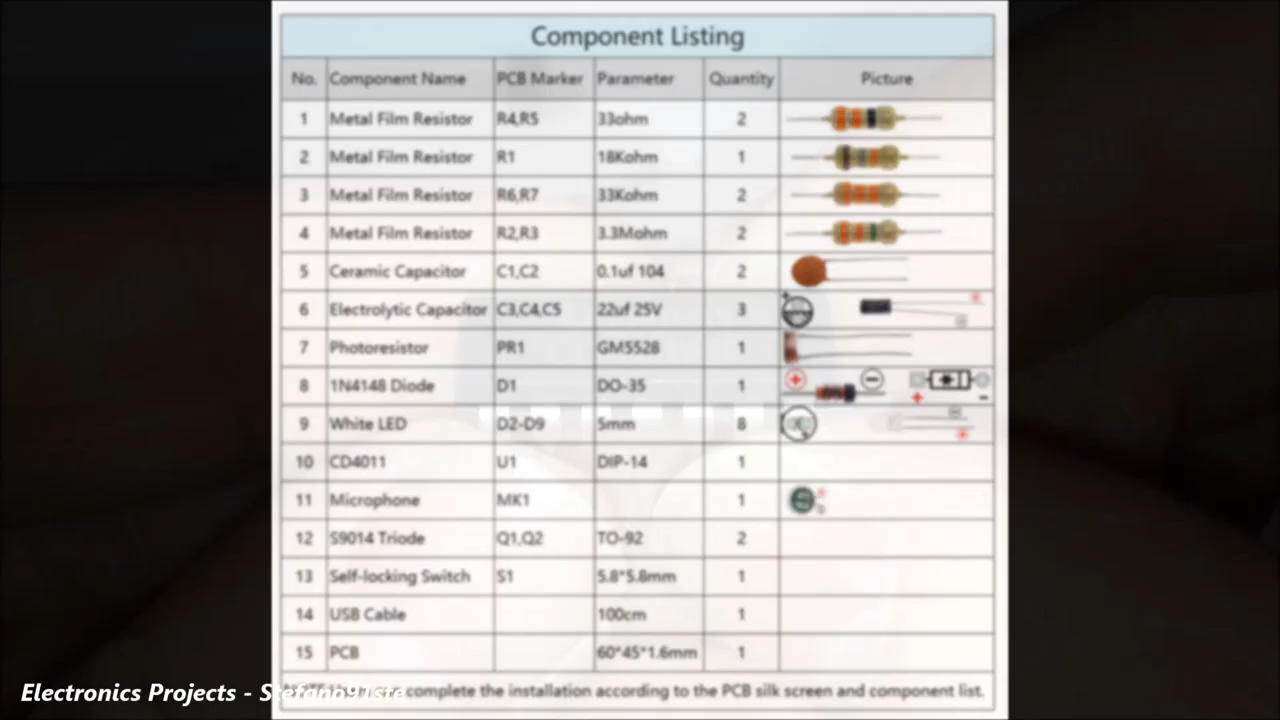 Component Listing
No. Component Name PCB Marker Parameter Quantity Picture
1 Metal Film Resistor R4,R5 33ohm 2
2 Metal Film Resistor R1 18Kohm 1
3 Metal Film Resistor R6,R7 33Kohm 2
4 Metal Film Resistor R2,R3 3.3Mohm 2
5 Ceramic Capacitor C1,C2 0.1uf 104 2
6 Electrolytic Capacitor C3,C4,C5 22uf 25V 3
7 Photoresistor PR1 GM5528 1
8 1N4148 Diode D1 DO-35 1
9 White LED D2-D9 5mm 8
10 CD4011 U1 DIP-14 1
11 Microphone MK1 1
12 S9014 Triode Q1,Q2 TO-92 2
13 Self-locking Switch S1 5.8*5.8mm 1
14 USB Cable 100cm 1
15 PCB 60*45*1.6mm 1
complete the installation according to the PCB silk screen and component list.
Electronics Projects - Stefano91ste